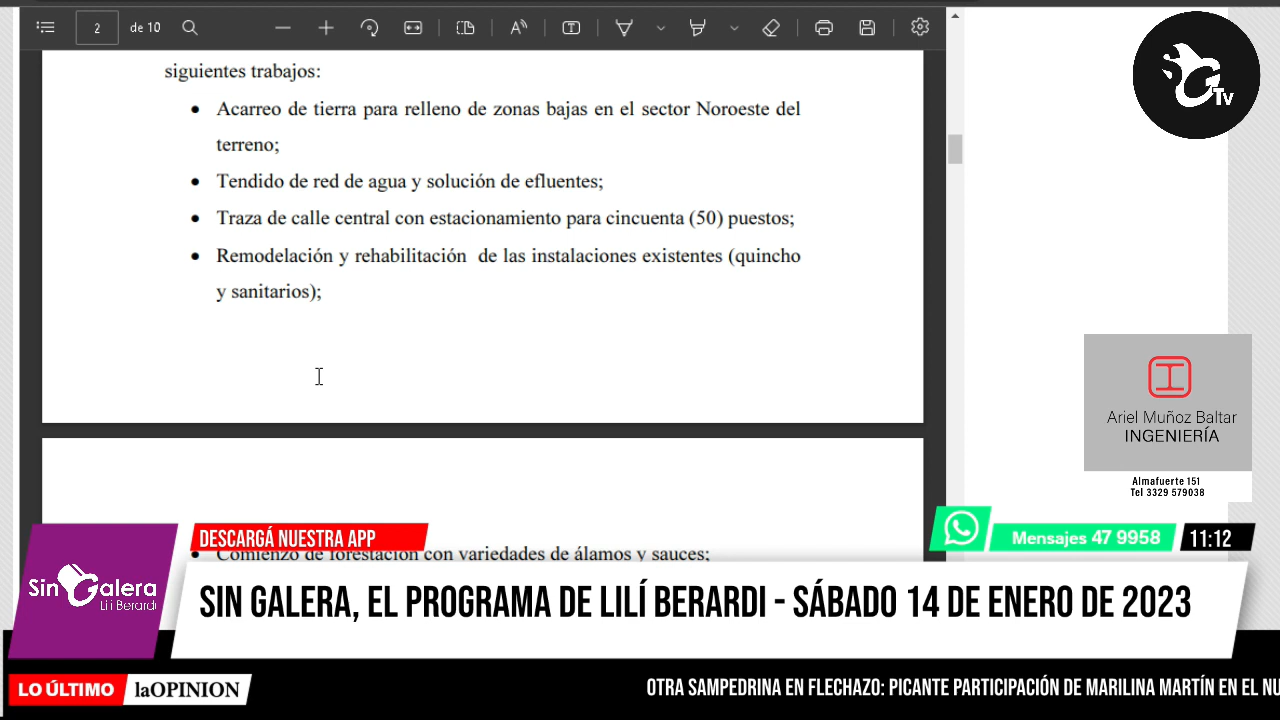 2 de 10
siguientes trabajos:
• Acarreo de tierra para relleno de zonas bajas en el sector Noroeste del
terreno;
• Tendido de red de agua y solución de efluentes;
• Traza de calle central con estacionamiento para cincuenta (50) puestos;
• Remodelación y rehabilitación de las instalaciones existentes (quincho
y sanitarios);
• Comienzo de forestación con variedades de álamos y sauces;
SG Tv
Ariel Muñoz Baltar
INGENIERÍA
Almafuerte 151
Tel 3329 579038
DESCARGÁ NUESTRA APP
Mensajes 47 9958
11:12
Sin Galera
Lili Berardi
SIN GALERA, EL PROGRAMA DE LILÍ BERARDI - SÁBADO 14 DE ENERO DE 2023
LO ÚLTIMO
laOPINION
OTRA SAMPEDRINA EN FLECHAZO: PICANTE PARTICIPACIÓN DE MARILINA MARTÍN EN EL NU